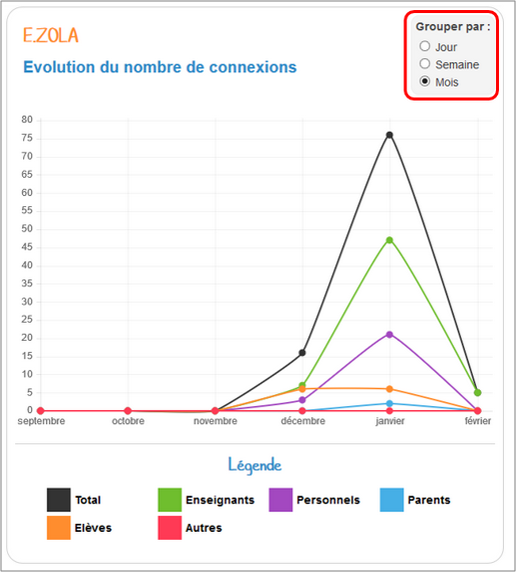 E.ZOLA
Grouper par :
Jour
Semaine
Mois
Evolution du nombre de connexions
80
75
70
65
60
55
50
45
40
35
30
25
20
15
10
5
0
septembre octobre novembre décembre janvier février
Légende
Total Enseignants Personnels Parents
Elèves Autres